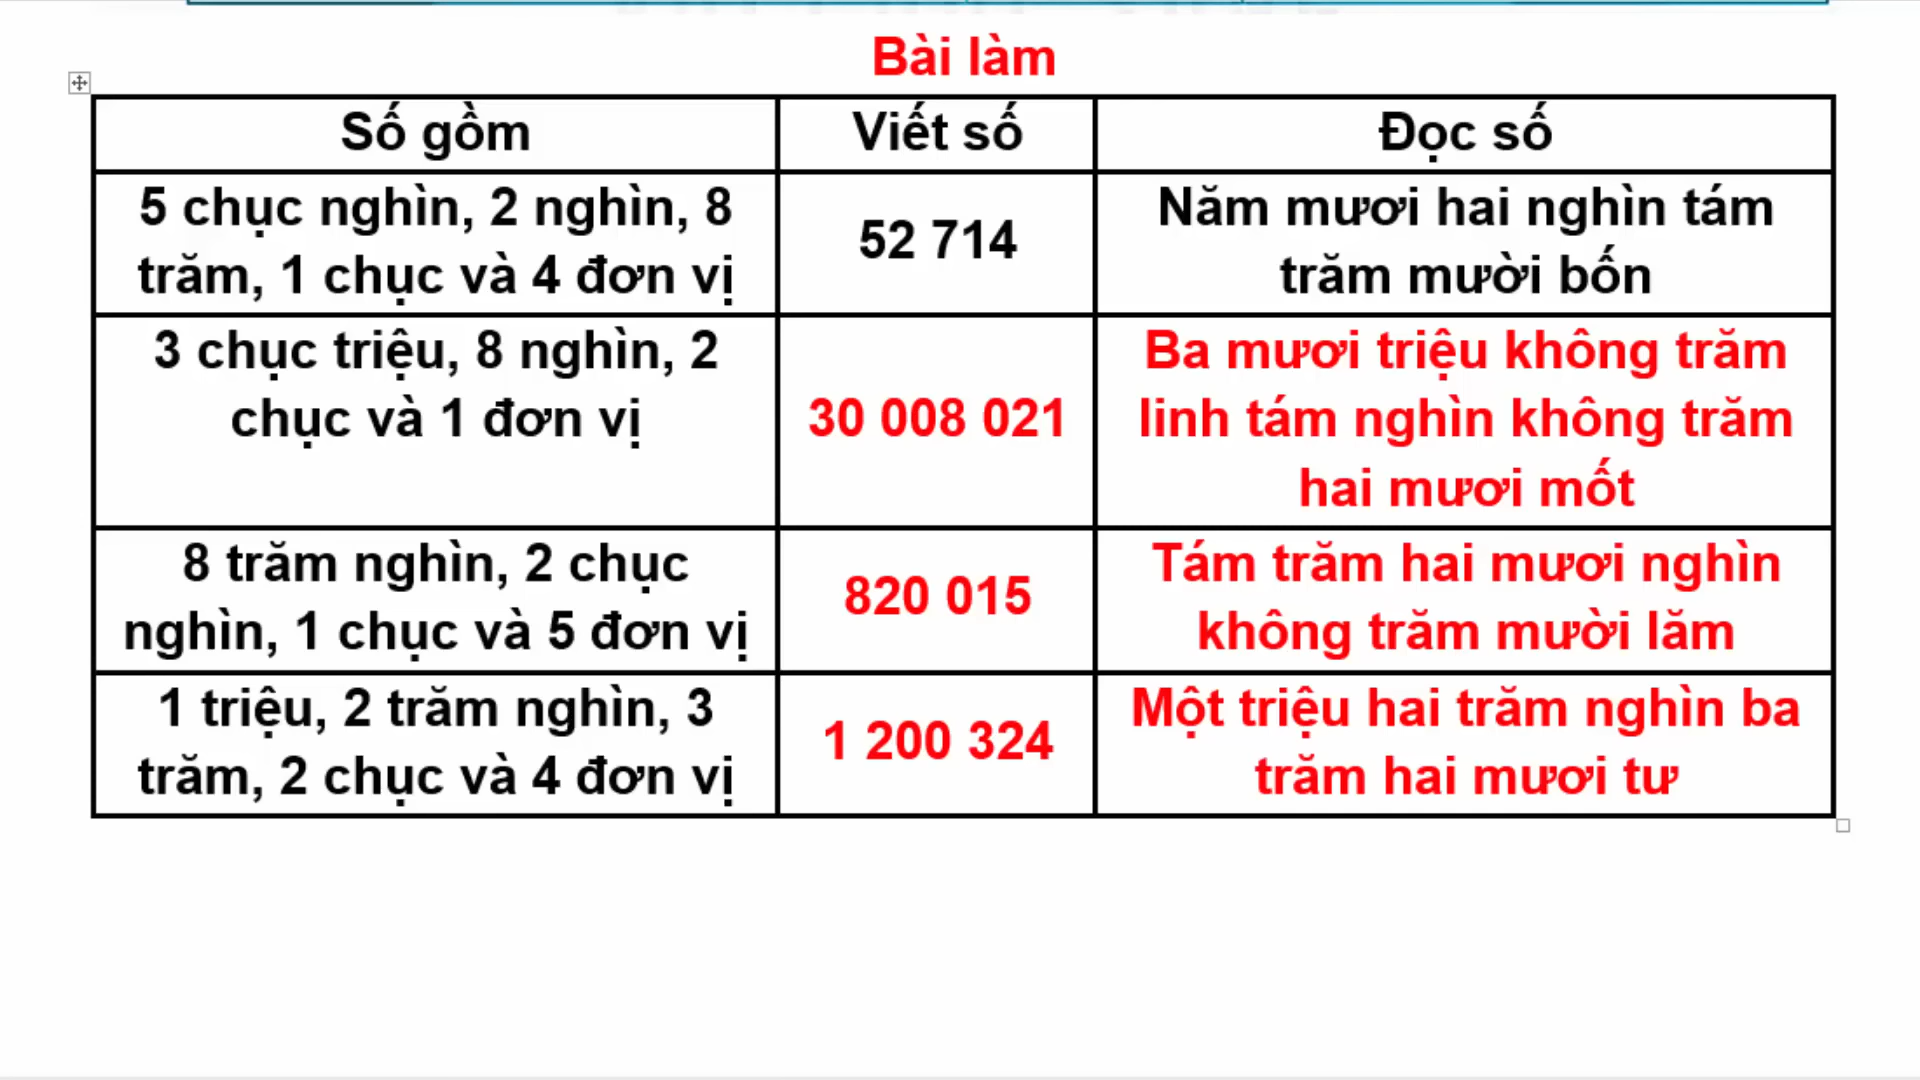 Bài làm
Số gồm
Viết số
Đọc số
5 chục nghìn, 2 nghìn, 8
trăm, 1 chục và 4 đơn vị
52 714
Năm mươi hai nghìn tám
trăm mười bốn
3 chục triệu, 8 nghìn, 2
chục và 1 đơn vị
30 008 021
Ba mươi triệu không trăm
linh tám nghìn không trăm
hai mươi mốt
8 trăm nghìn, 2 chục
nghìn, 1 chục và 5 đơn vị
820 015
Tám trăm hai mươi nghìn
không trăm mười lăm
1 triệu, 2 trăm nghìn, 3
trăm, 2 chục và 4 đơn vị
1 200 324
Một triệu hai trăm nghìn ba
trăm hai mươi tư